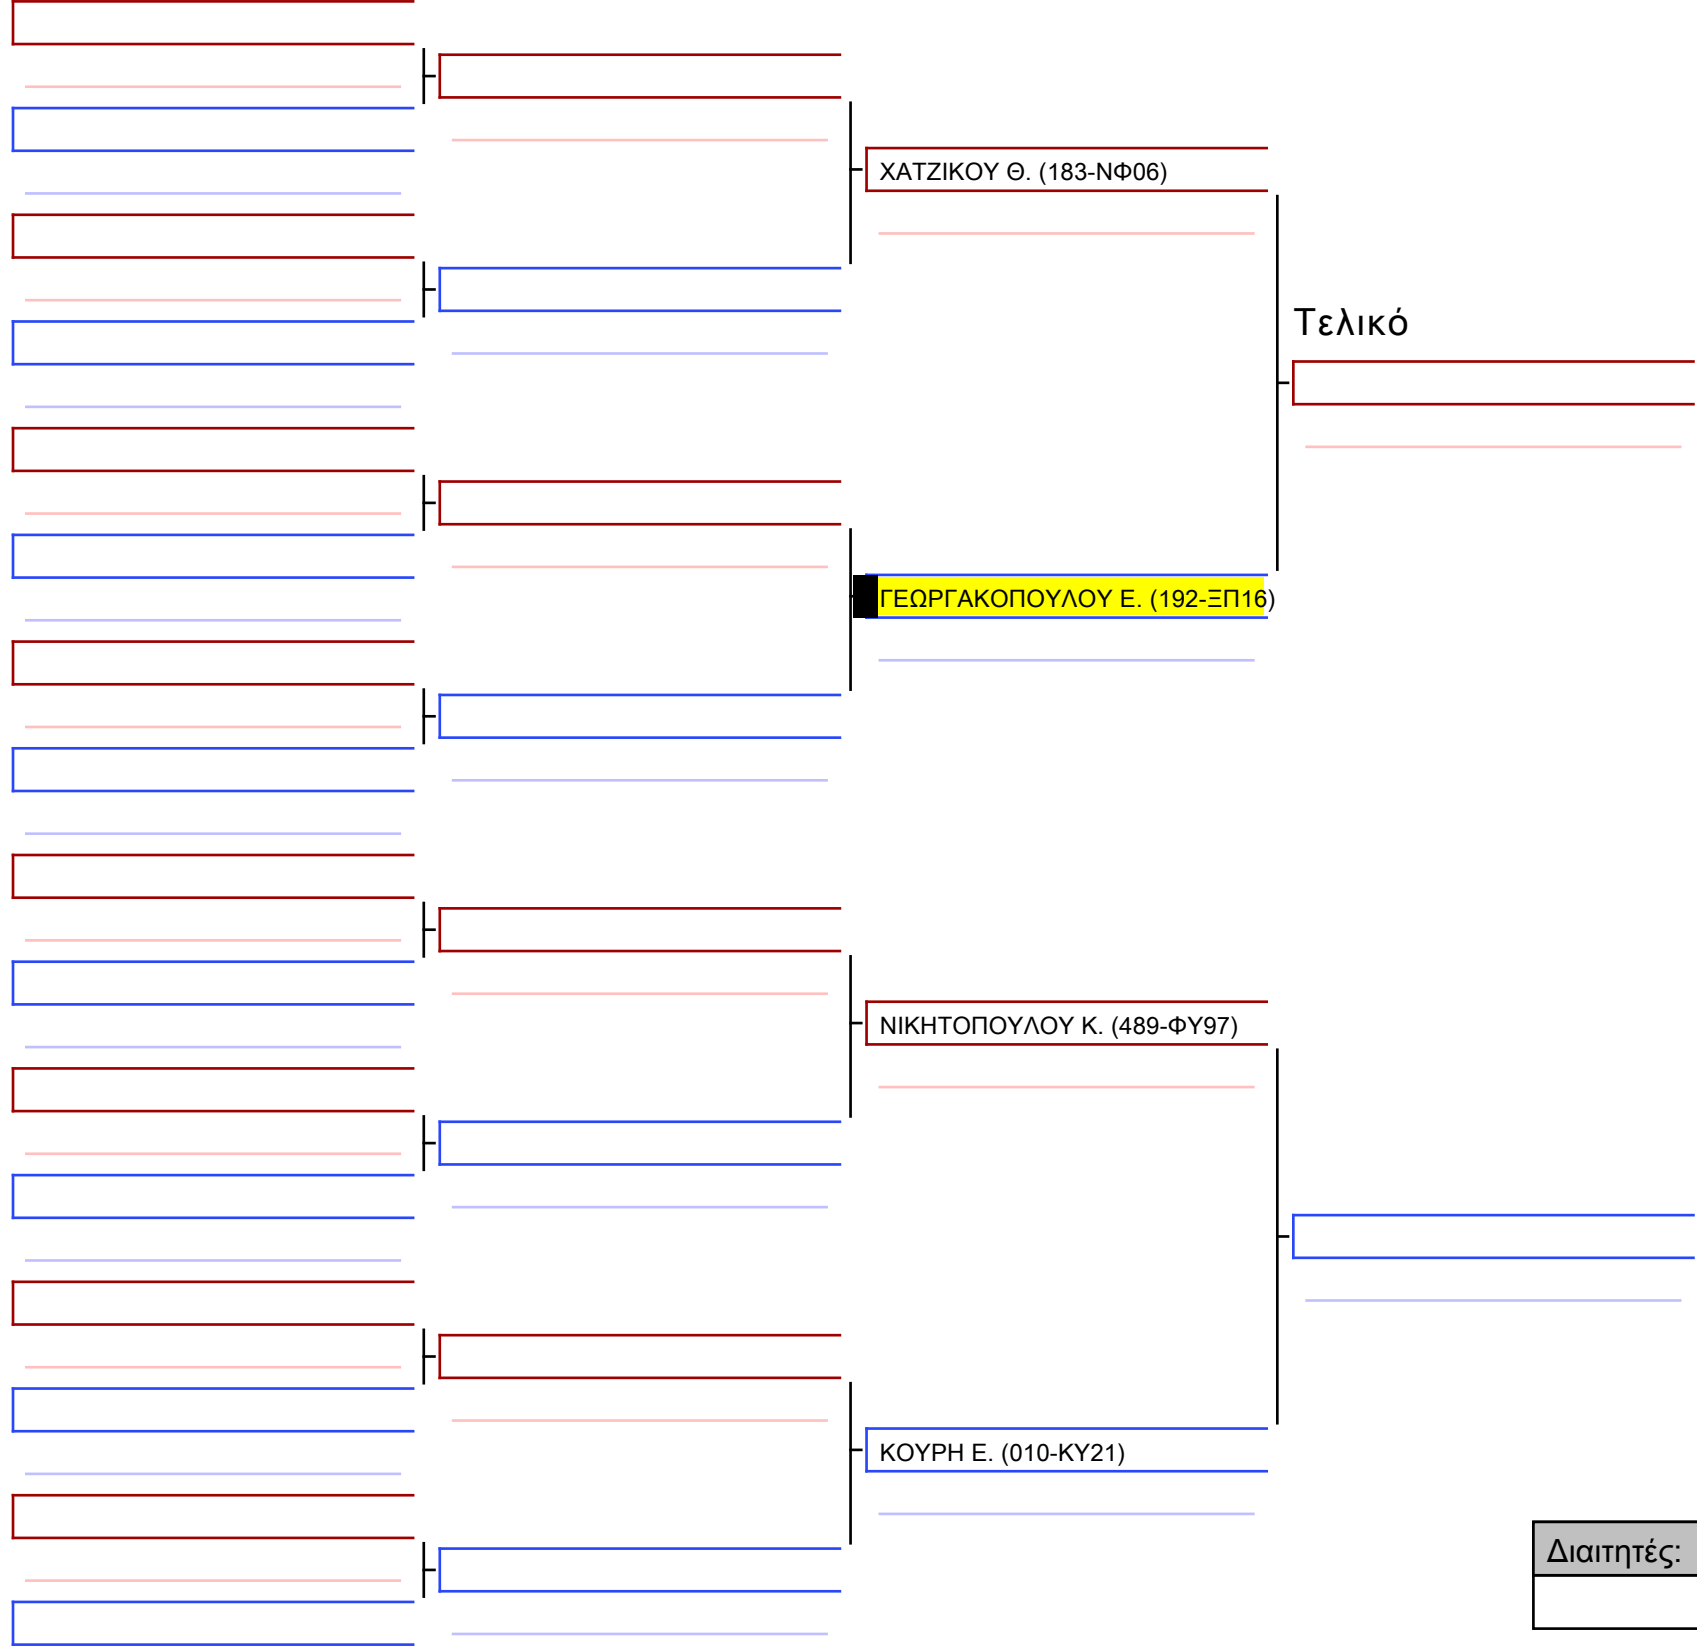 ΧΑΤΖΙΚΟΥ Θ. (183-ΝΦ06)
Τελικό
ΓΕΩΡΓΑΚΟΠΟΥΛΟΥ Ε. (192-ΞΠ16)
ΝΙΚΗΤΟΠΟΥΛΟΥ Κ. (489-ΦΥ97)
ΚΟΥΡΗ Ε. (010-ΚΥ21)
Διαιτητές: